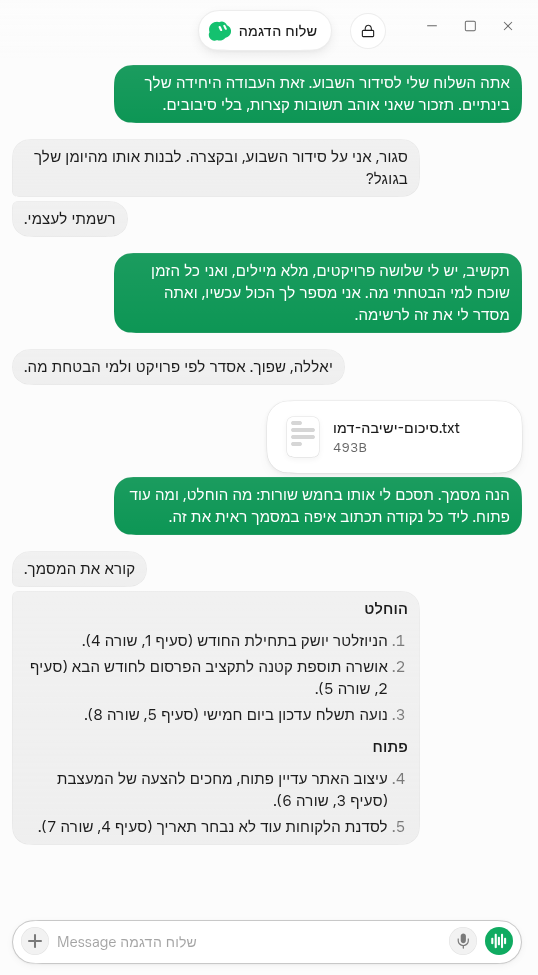 שלוח הדגמה
אתה השלוח שלי לסידור השבוע. זאת העבודה היחידה שלך
בינתיים. תזכור שאני אוהב תשובות קצרות, בלי סיבובים.
סגור, אני על סידור השבוע, ובקצרה. לבנות אותו מהיומן שלך
בגוגל?
רשמתי לעצמי.
תקשיב, יש לי שלושה פרויקטים, מלא מיילים, ואני כל הזמן
שוכח למי הבטחתי מה. אני מספר לך הכול עכשיו, ואתה
מסדר לי את זה לרשימה.
יאללה, שפוך. אסדר לפי פרויקט ולמי הבטחת מה.
סיכום-ישיבה-דמו.txt
493B
הנה מסמך. תסכם לי אותו בחמש שורות: מה הוחלט, ומה עוד
פתוח. ליד כל נקודה תכתוב איפה במסמך ראית את זה.
קורא את המסמך.
הוחלט
1. הניוזלטר יושק בתחילת החודש (סעיף 1, שורה 4).
2. אושרה תוספת קטנה לתקציב הפרסום לחודש הבא (סעיף
2, שורה 5).
3. נועה תשלח עדכון ביום חמישי (סעיף 5, שורה 8).
פתוח
4. עיצוב האתר עדיין פתוח, מחכים להצעה של המעצבת
(סעיף 3, שורה 6).
5. לסדנת הלקוחות עוד לא נבחר תאריך (סעיף 4, שורה 7).
Message שלוח הדגמה